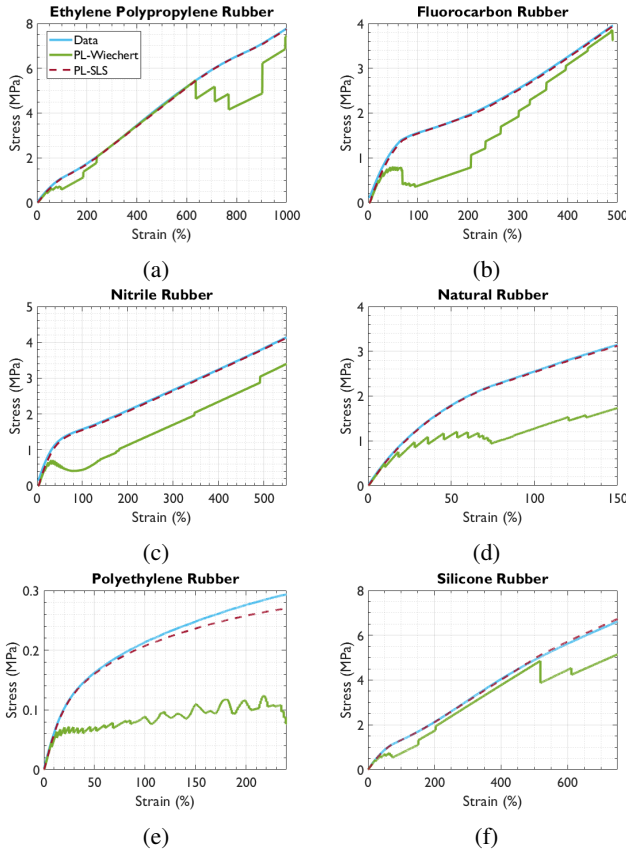 Ethylene Polypropylene Rubber
8
6
4
2
0
Stress (MPa)
Data
PL-Wiechert
PL-SLS
0 200 400 600 800 1000
Strain (%)
(a)
Fluorocarbon Rubber
4
3
2
1
0
Stress (MPa)
0 100 200 300 400 500
Strain (%)
(b)
Nitrile Rubber
5
4
3
2
1
0
Stress (MPa)
0 100 200 300 400 500
Strain (%)
(c)
Natural Rubber
4
3
2
1
0
Stress (MPa)
0 50 100 150
Strain (%)
(d)
Polyethylene Rubber
0.3
0.2
0.1
0
Stress (MPa)
0 50 100 150 200
Strain (%)
(e)
Silicone Rubber
8
6
4
2
0
Stress (MPa)
0 200 400 600
Strain (%)
(f)